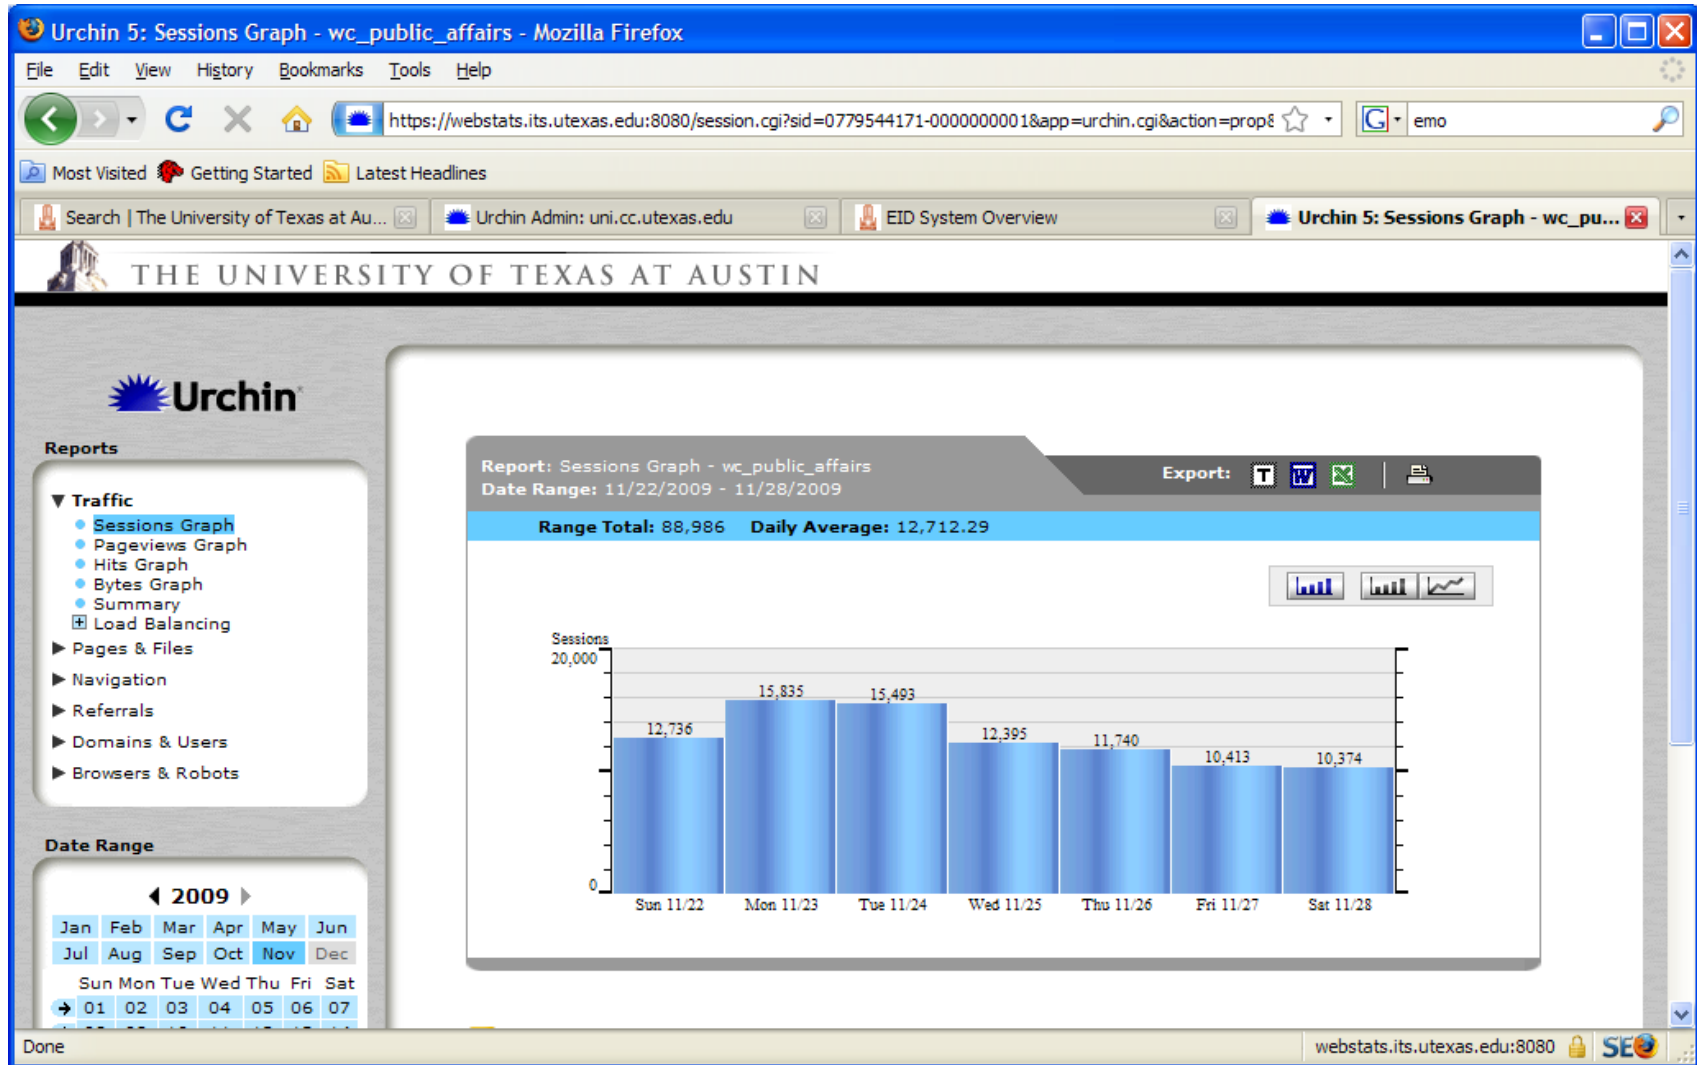 Urchin 5: Sessions Graph - wc_public_affairs - Mozilla Firefox
File Edit View History Bookmarks Tools Help
https://webstats.its.utexas.edu:8080/session.cgi?sid=0779544171-0000000001&app=urchin.cgi&action=prop& G emo
Most Visited Getting Started Latest Headlines
Search | The University of Texas at Au... Urchin Admin: uni.cc.utexas.edu EID System Overview Urchin 5: Sessions Graph - wc_pu...
THE UNIVERSITY OF TEXAS AT AUSTIN
Urchin
Reports
Traffic
Sessions Graph
Pageviews Graph
Hits Graph
Bytes Graph
Summary
Load Balancing
Pages & Files
Navigation
Referrals
Domains & Users
Browsers & Robots
Date Range
2009
Jan Feb Mar Apr May Jun
Jul Aug Sep Oct Nov Dec
Sun Mon Tue Wed Thu Fri Sat
01 02 03 04 05 06 07
Report: Sessions Graph - wc_public_affairs
Date Range: 11/22/2009 - 11/28/2009
Export: T W X
Range Total: 88,986 Daily Average: 12,712.29
Sessions
20,000
12,736 15,835 15,493 12,395 11,740 10,413 10,374
0
Sun 11/22 Mon 11/23 Tue 11/24 Wed 11/25 Thu 11/26 Fri 11/27 Sat 11/28
Done webstats.its.utexas.edu:8080 SEO